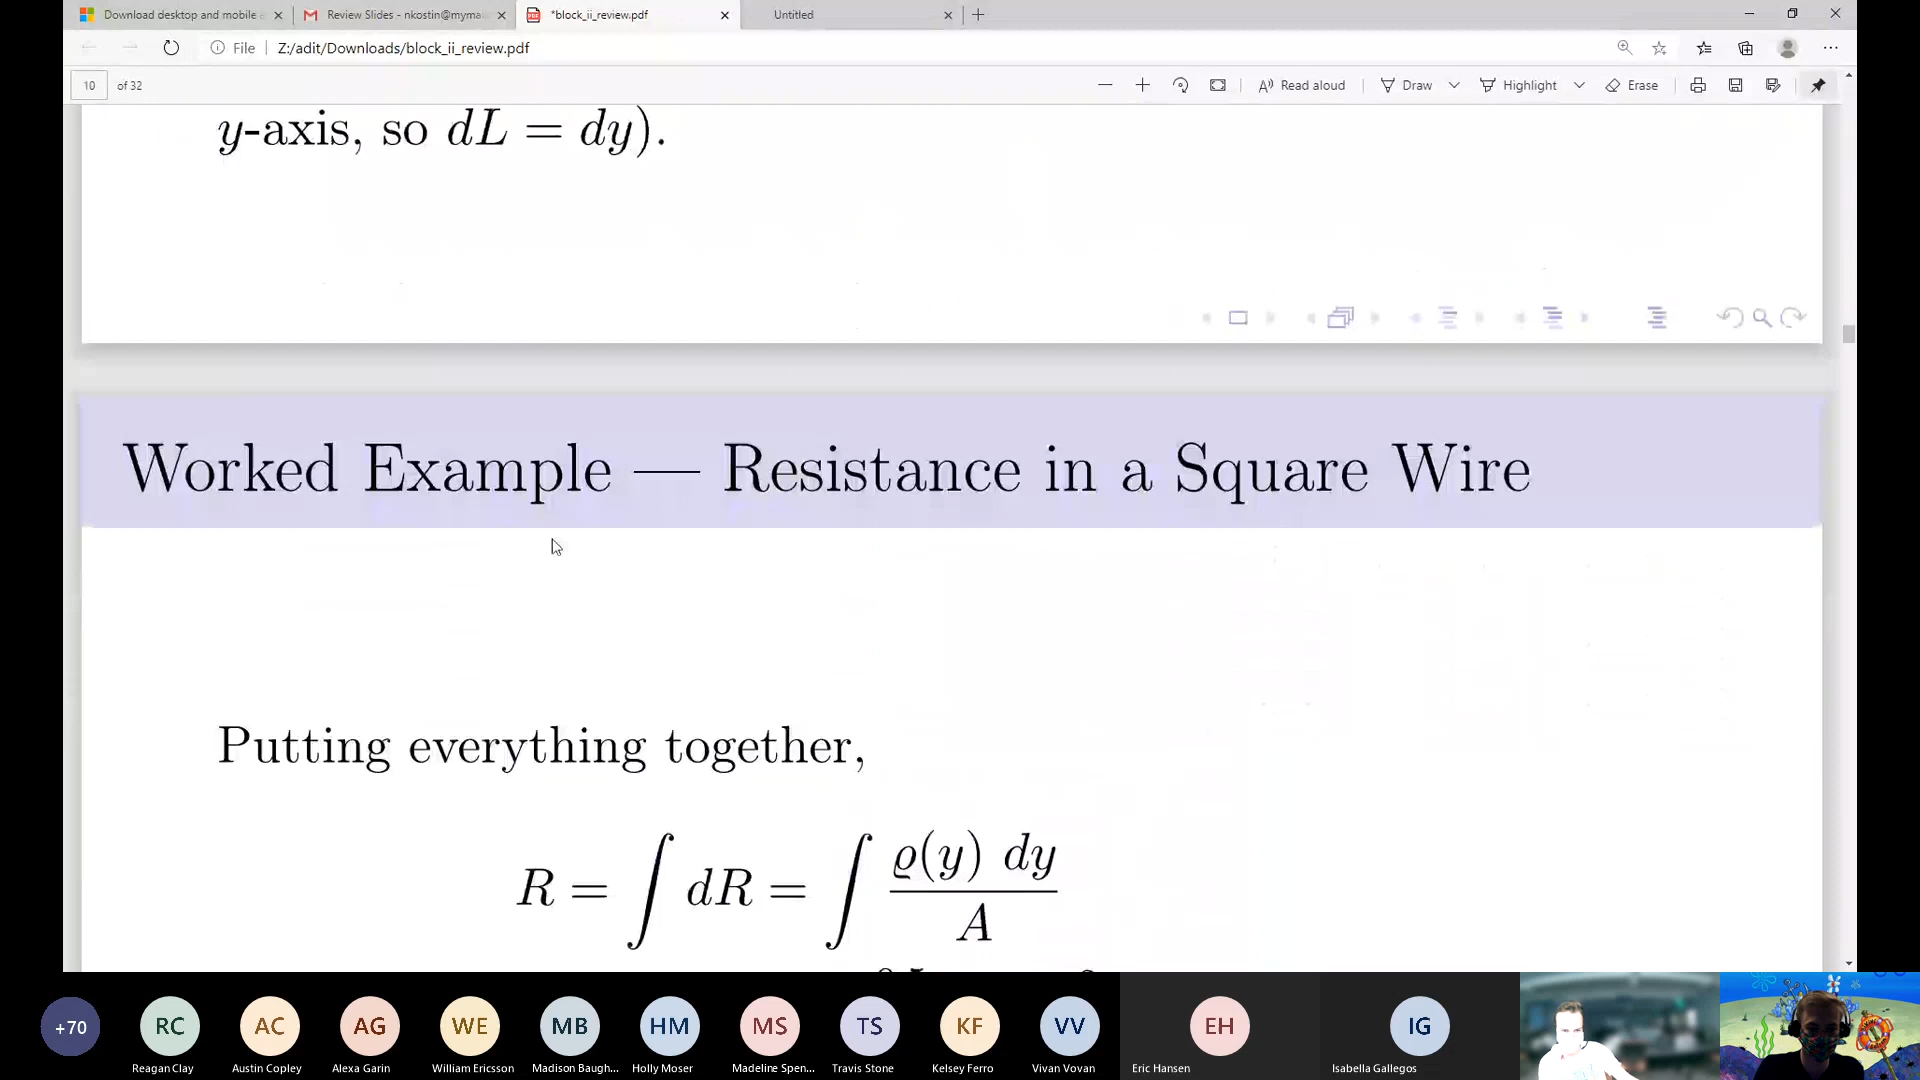 Download desktop and mobile
Review Slides - nkostin@mymai
*block_ii_review.pdf
Untitled
File
Z:/adit/Downloads/block_ii_review.pdf
10 of 32
Read aloud
Draw
Highlight
Erase
y-axis, so dL = dy).
Worked Example — Resistance in a Square Wire
Putting everything together,
R = ∫ dR = ∫ ϱ(y) dy / A
+70
RC
AC
AG
WE
MB
HM
MS
TS
KF
VV
EH
IG
Reagan Clay
Austin Copley
Alexa Garin
William Ericsson
Madison Baugh...
Holly Moser
Madeline Spen...
Travis Stone
Kelsey Ferro
Vivan Vovan
Eric Hansen
Isabella Gallegos